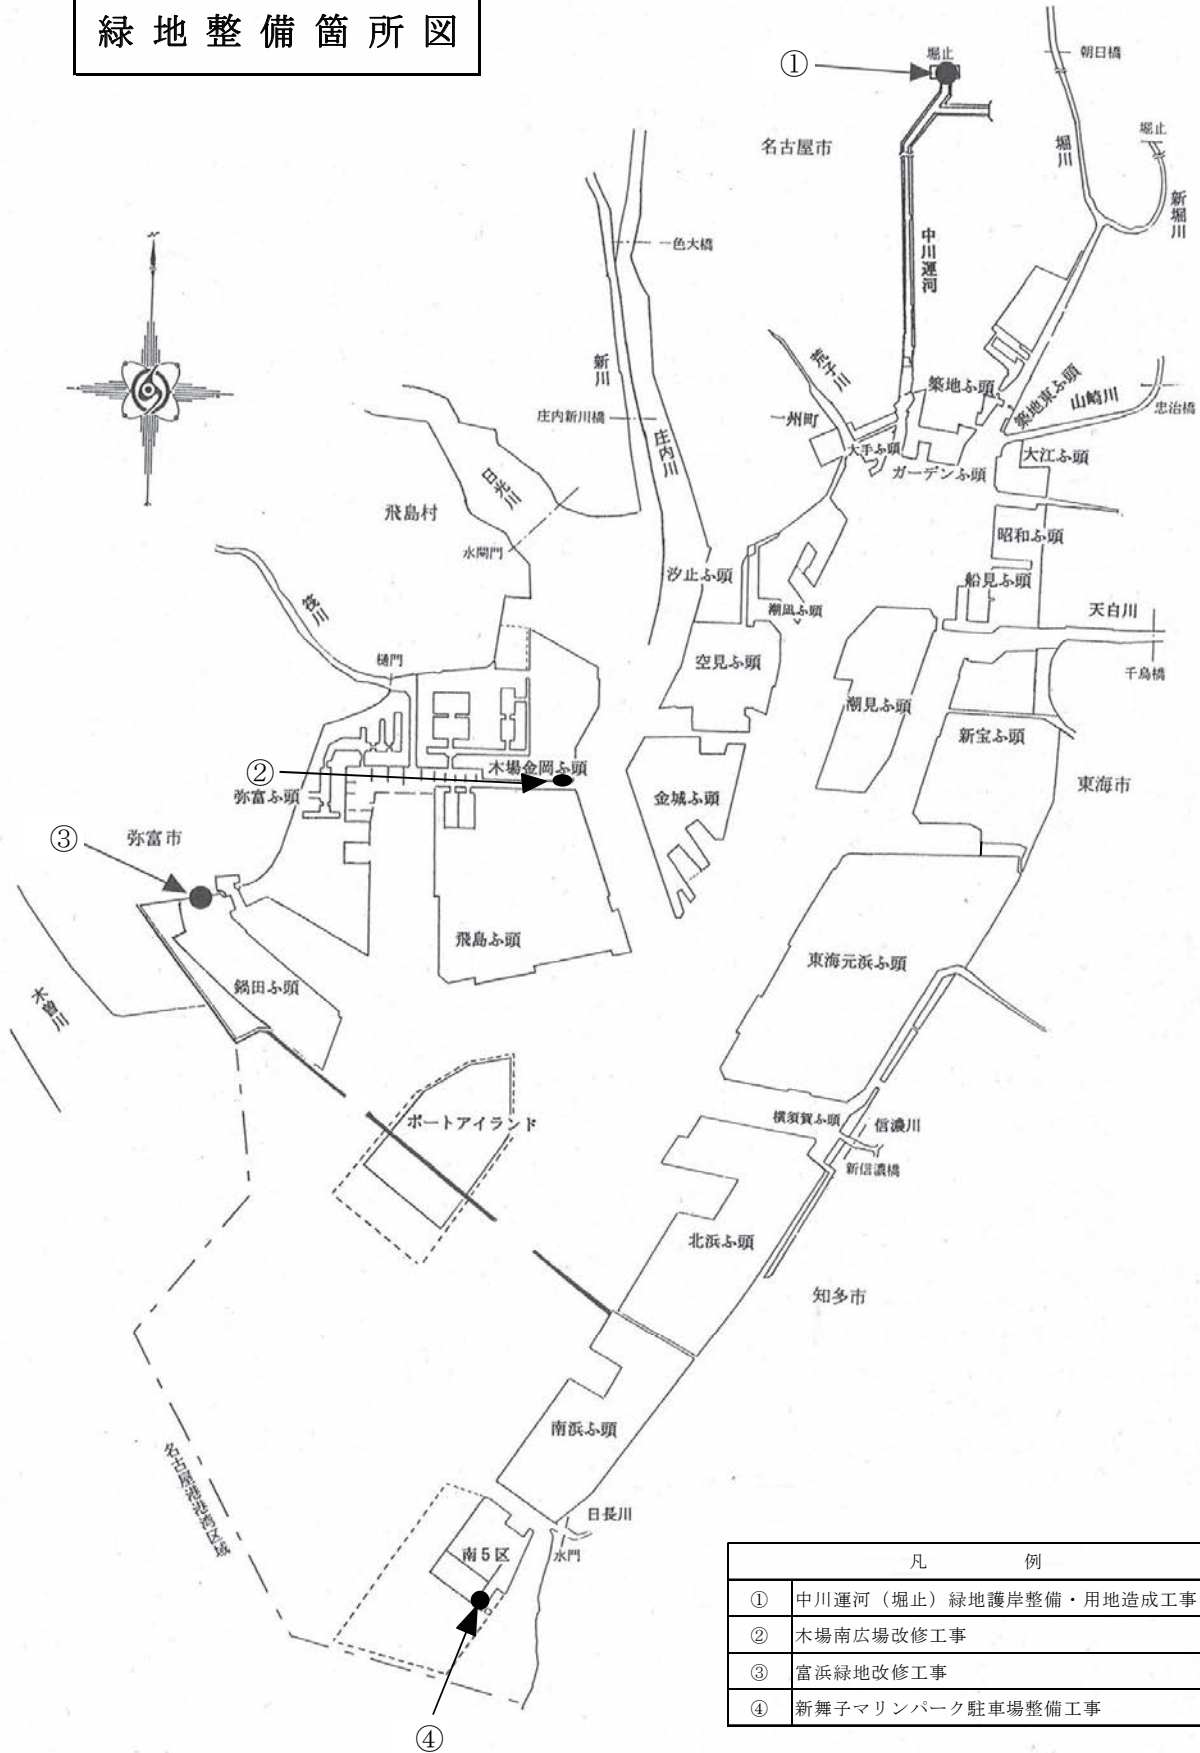 緑地整備箇所図
①
堀止
朝日橋
名古屋市
堀川
堀止
新堀川
中川運河
色大橋
新川
荒子川
築地ふ頭
築地東ふ頭
山崎川
忠治橋
庄内新川橋
庄内川
一州町
大手ふ頭
ガーデンふ頭
大江ふ頭
日光川
飛島村
水閘門
昭和ふ頭
汐止ふ頭
船見ふ頭
潮凪ふ頭
天白川
筏川
樋門
空見ふ頭
千鳥橋
潮見ふ頭
新宝ふ頭
②
木場金岡ふ頭
弥富ふ頭
金城ふ頭
東海市
③
弥富市
飛島ふ頭
東海元浜ふ頭
鍋田ふ頭
木曽川
ポートアイランド
横須賀ふ頭
信濃川
新信濃橋
北浜ふ頭
知多市
南浜ふ頭
名古屋港港湾区域
日長川
南5区
水門
④
凡 例
① 中川運河（堀止）緑地護岸整備・用地造成工事
② 木場南広場改修工事
③ 富浜緑地改修工事
④ 新舞子マリンパーク駐車場整備工事